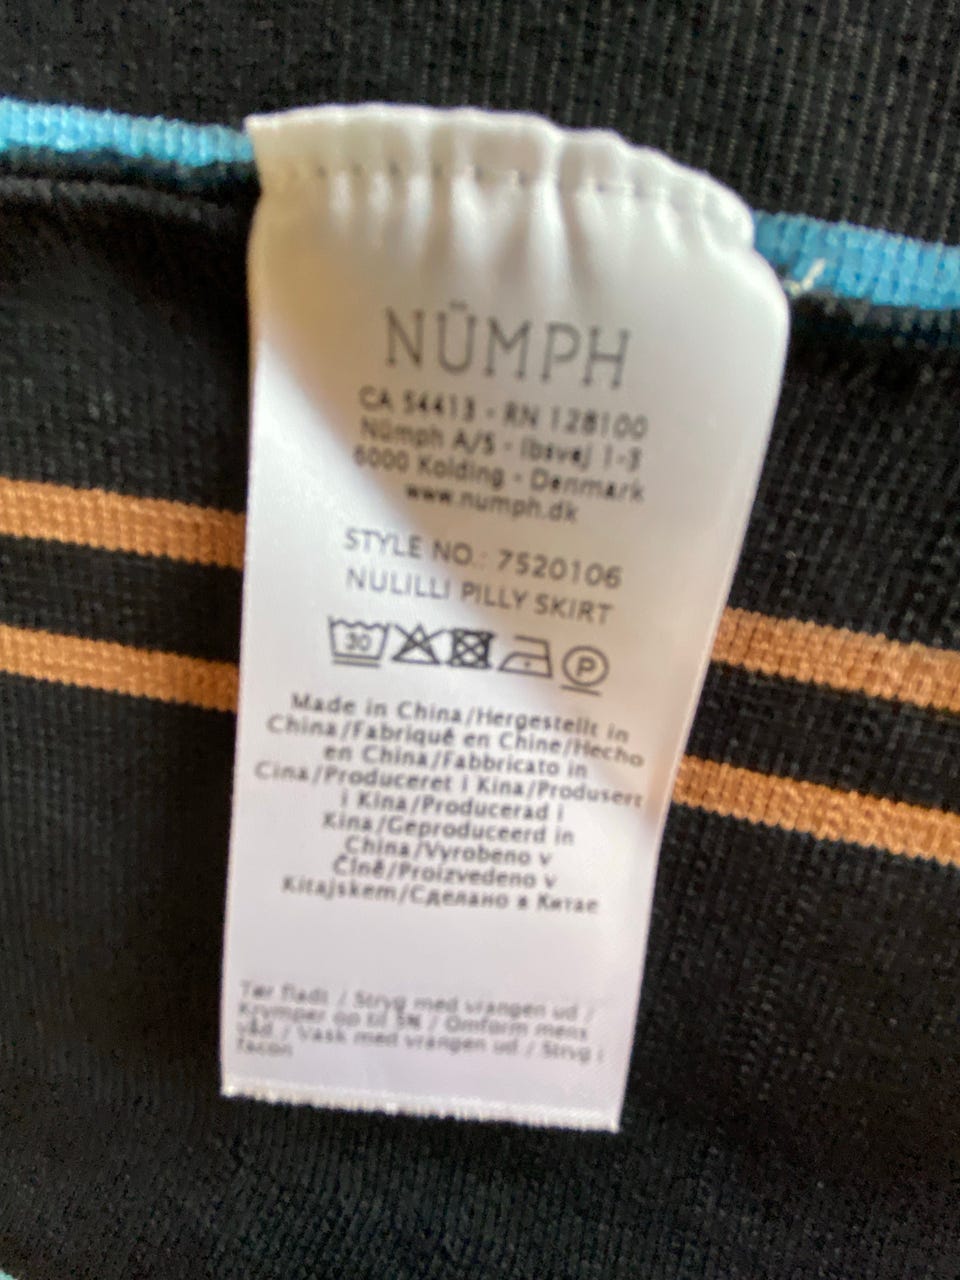 NŪMPH
CA 54413 - RN 128100
Nümph A/S - Ibsvej 1-3
6000 Kolding - Denmark
www.numph.dk
STYLE NO.: 7520106
NULILLI PILLY SKIRT
30 P
Made in China/Hergestellt in
China/Fabriqué en Chine/Hecho
en China/Fabbricato in
Cina/Produceret i Kina/Produsert
i Kina/Producerad i
Kina/Geproduceerd in
China/Vyrobeno v
Číně/Proizvedeno v
Kitajskem/Сделано в Китае
Tør fladt / Stryg med vrangen ud /
Krymper op til 5% / Omform mens
våd / Vask med vrangen ud / Stryg i
facon